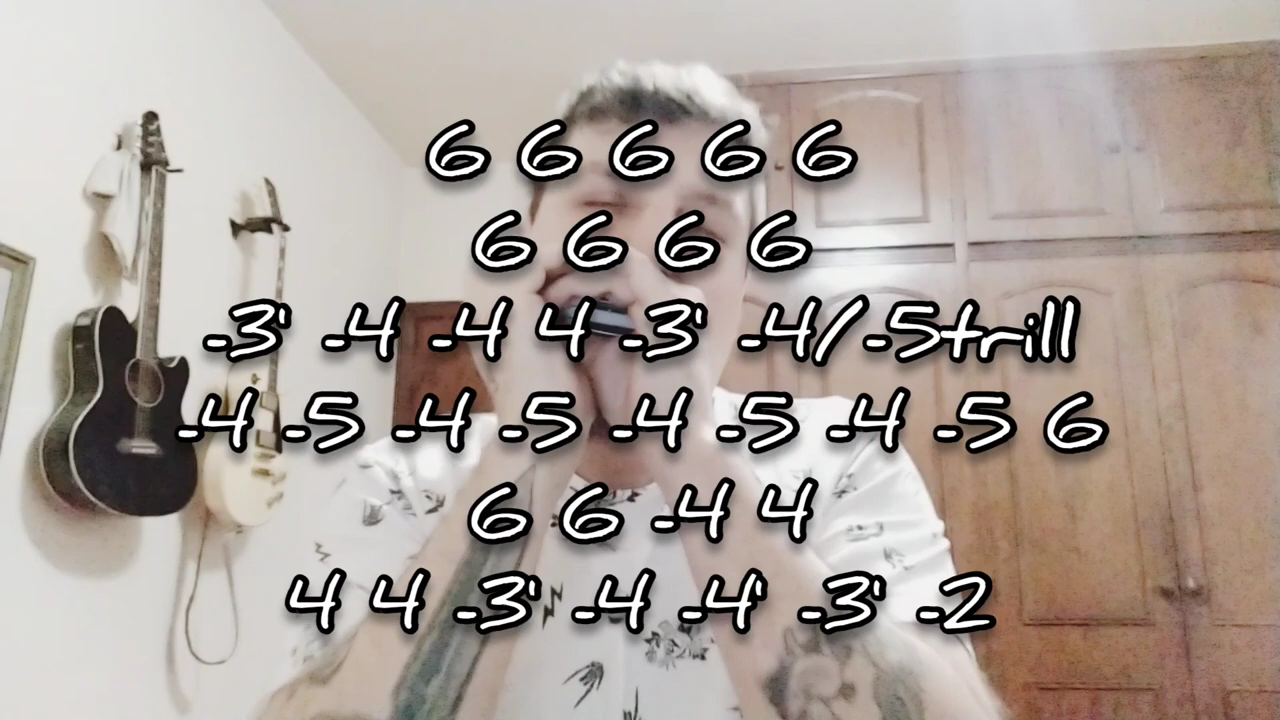 6 6 6 6 6
6 6 6 6
-3' -4 -4 4 -3' -4/-5trill
-4 -5 -4 -5 -4 -5 -4 -5 6
6 6 -4 4
4 4 -3' -4 -4' -3' -2